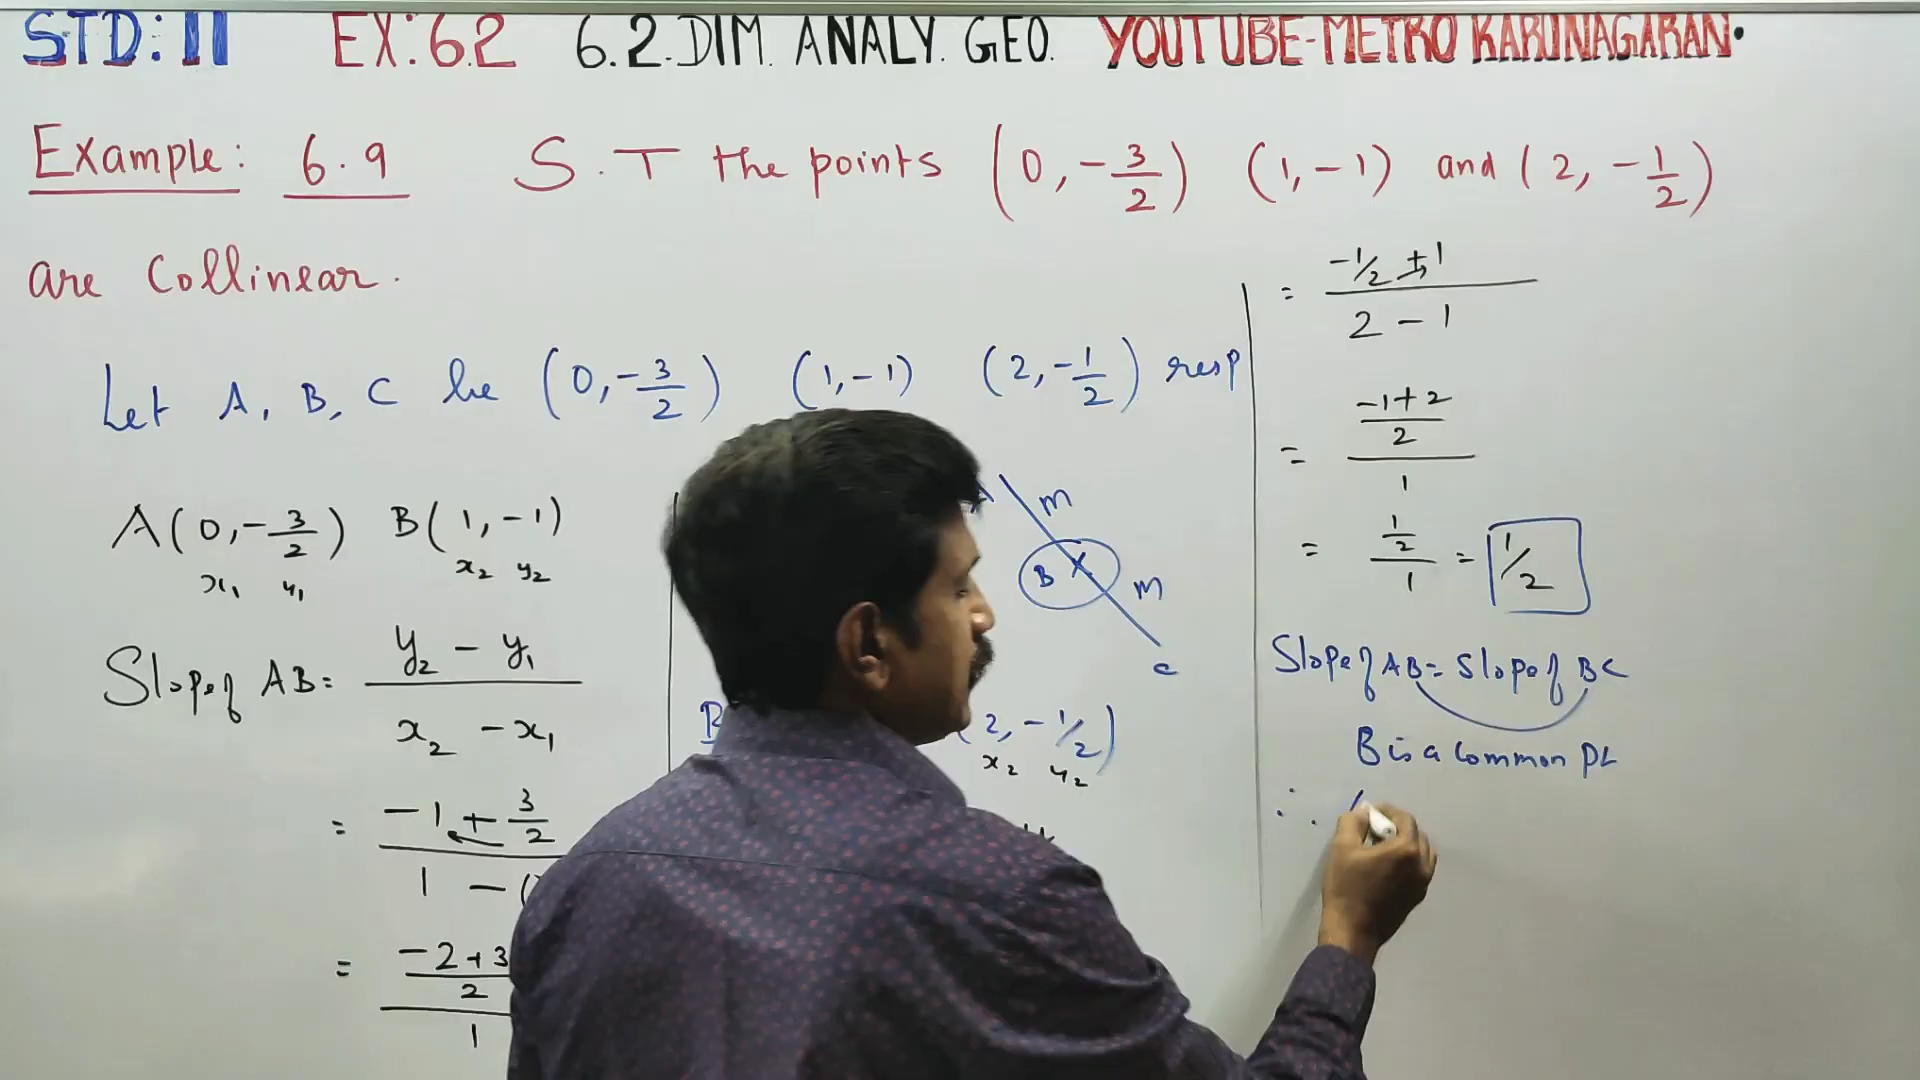 STD: 11 EX: 6.2 6. 2. DIM. ANALY. GEO. YOUTUBE-METRO KARUNAGARAN.
Example: 6.9 S.T the points (0, -3/2) (1, -1) and (2, -1/2)
are Collinear.
Let A, B, C be (0, -3/2) (1, -1) (2, -1/2) resp
A(0, -3/2) B(1, -1)
x₁ y₁ x₂ y₂
Slope of AB = (y₂ - y₁)/(x₂ - x₁)
= (-1 + 3/2)/(1 - (
= ((-2+3)/2)/1
A m
B m
C
B
(2, -1/2)
x₂ y₂
= (-1/2 + 1)/(2 - 1)
= ((-1+2)/2)/1
= (1/2)/1 = 1/2
Slope of AB = Slope of BC
B is a common Pt
∴